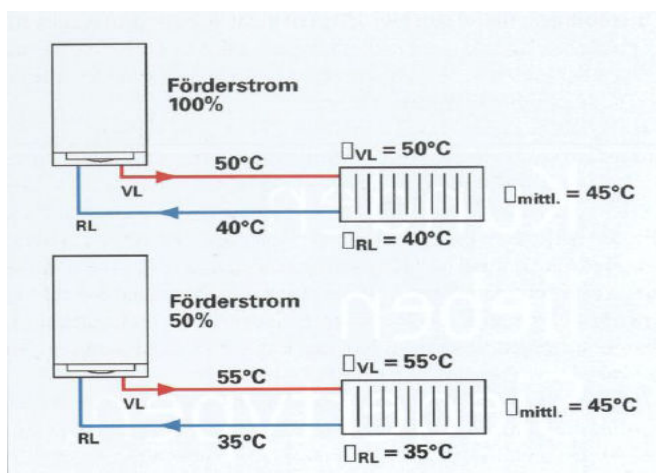 Förderstrom
100%
□VL = 50°C
50°C
VL
□mittl. = 45°C
RL
40°C
□RL = 40°C
Förderstrom
50%
□VL = 55°C
55°C
VL
□mittl. = 45°C
RL
35°C
□RL = 35°C